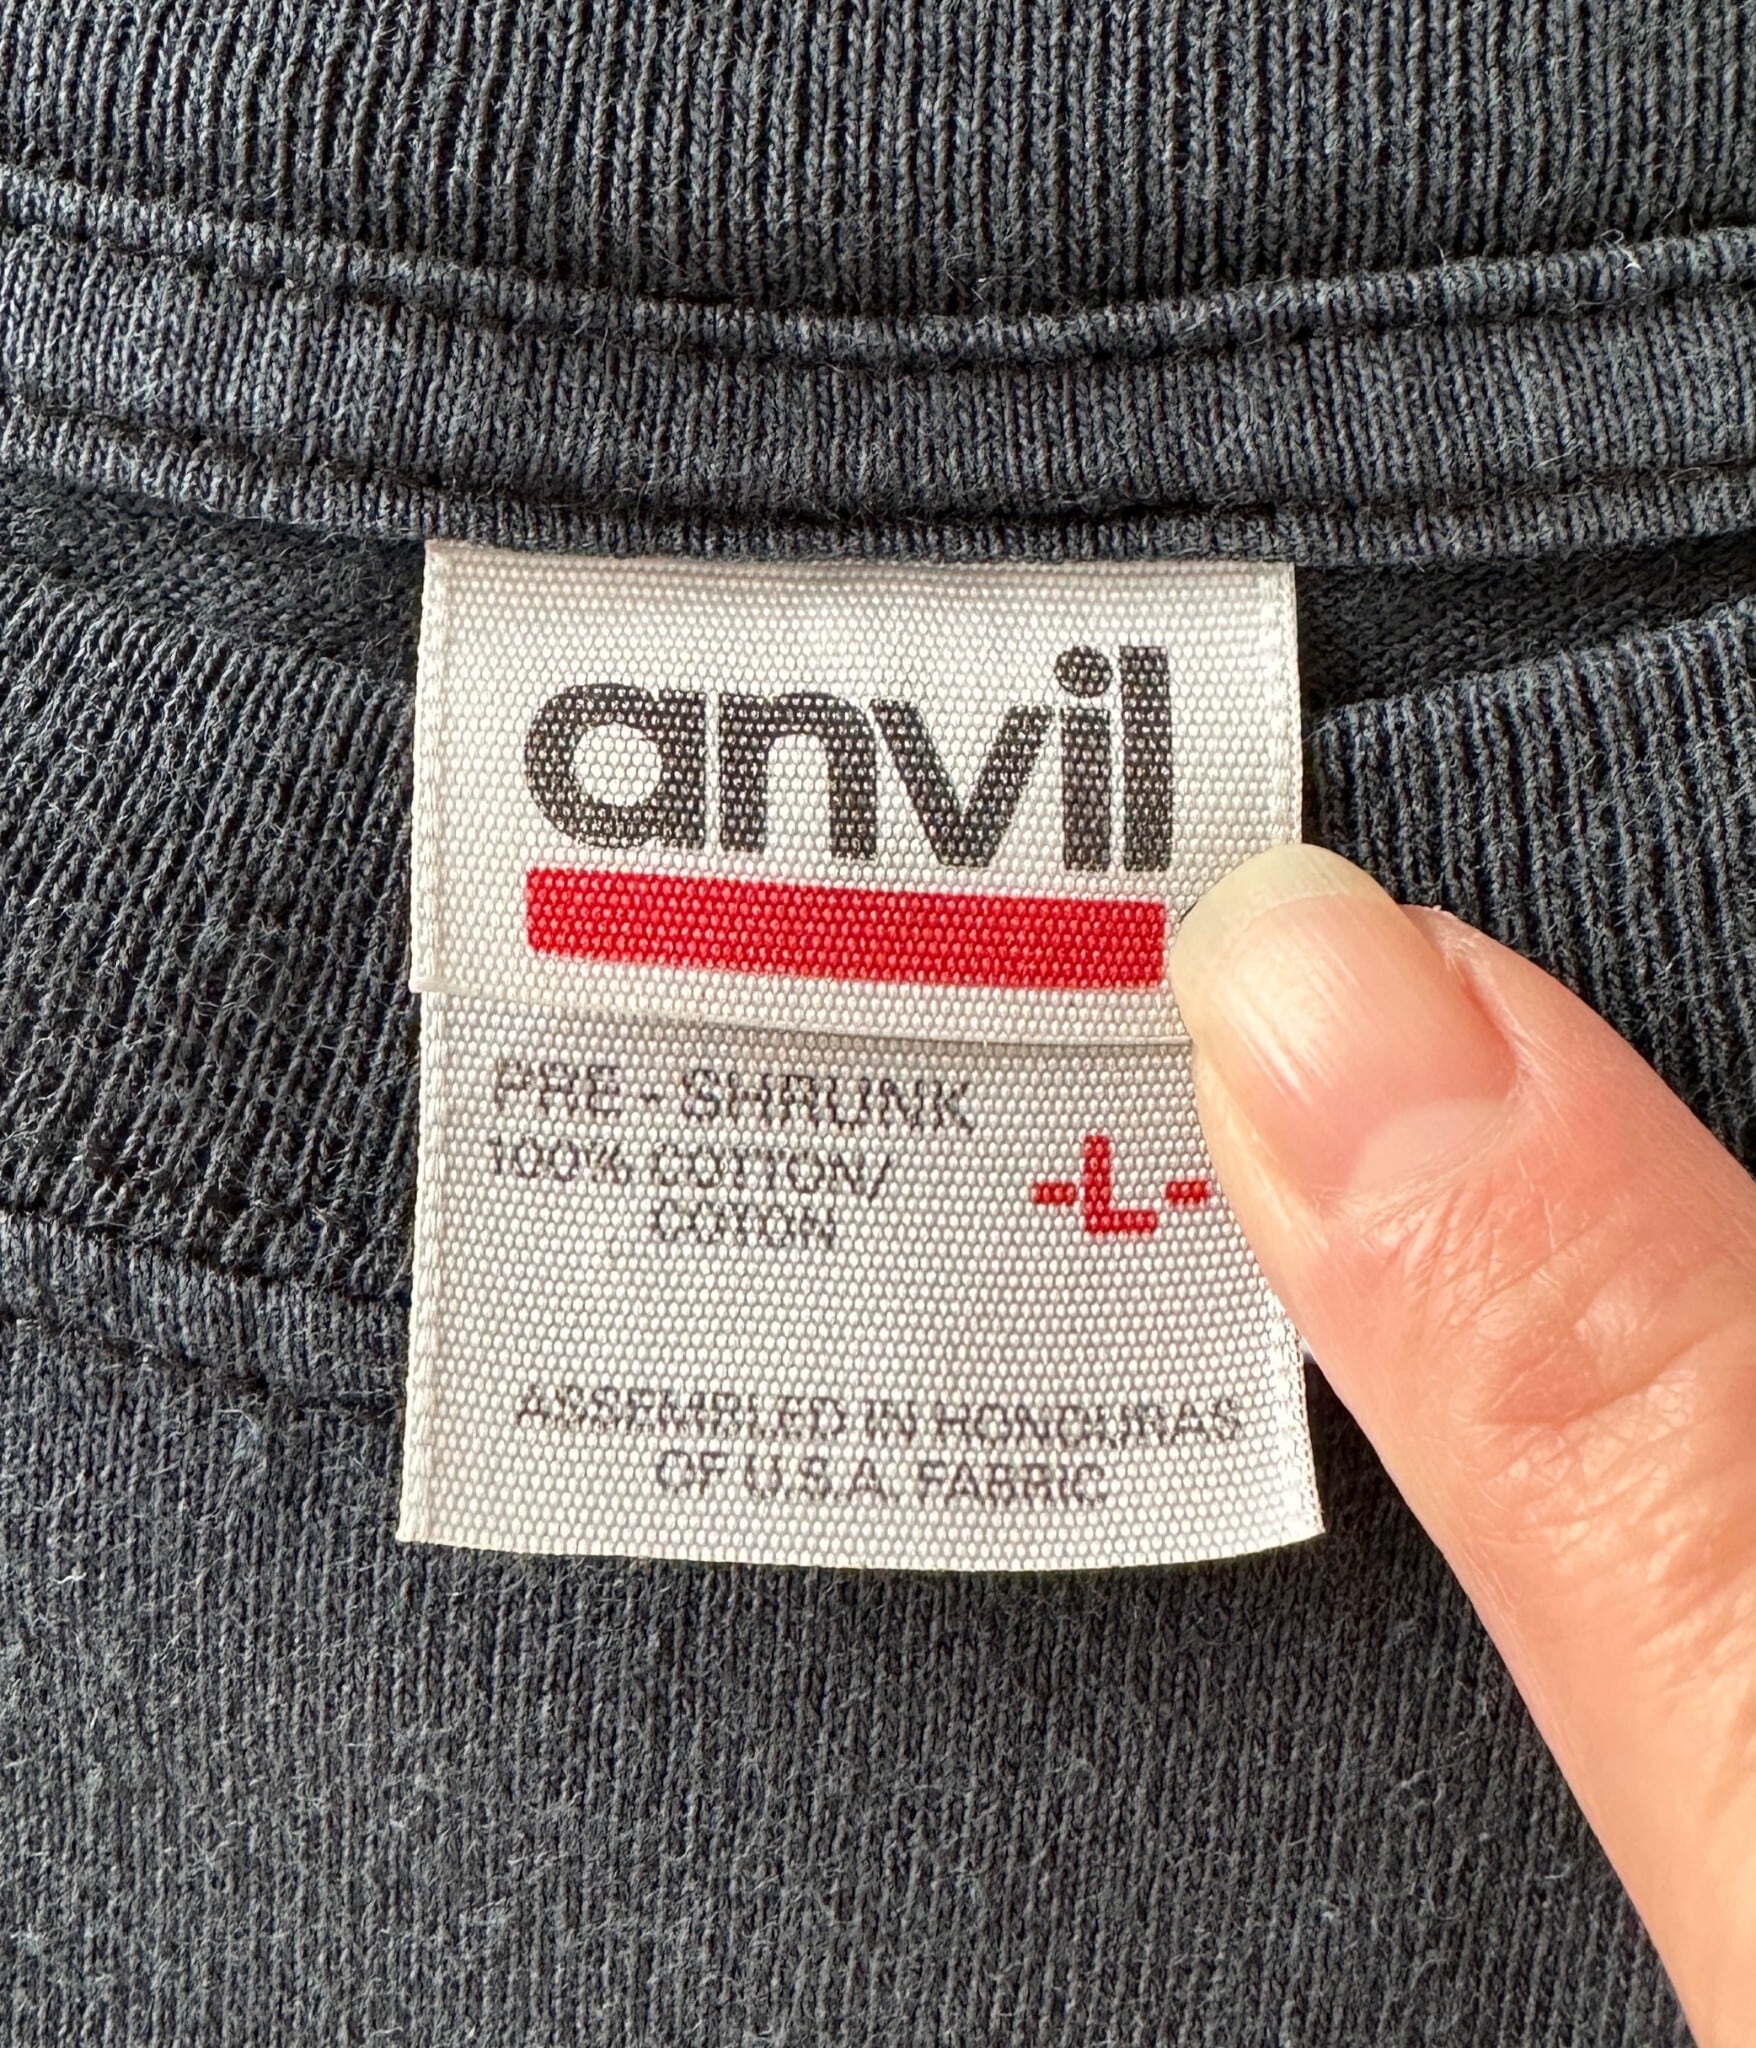 anvil
PRE-SHRUNK
100% COTTON/
COTON
-L-
ASSEMBLED IN HONDURAS
OF U.S.A. FABRIC